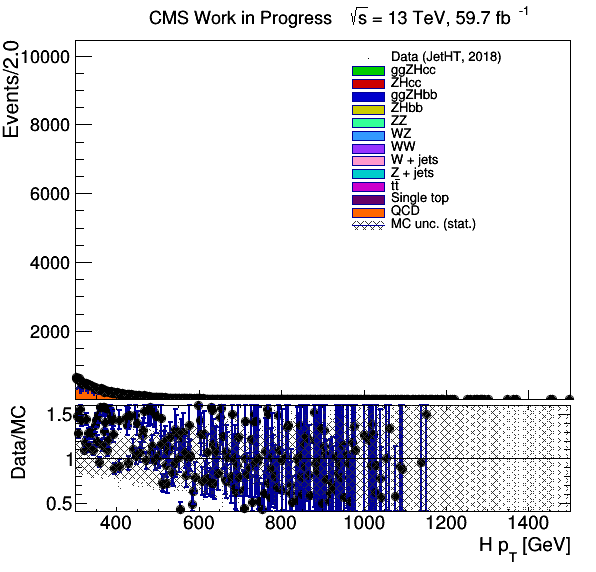 CMS Work in Progress √s = 13 TeV, 59.7 fb⁻¹
Events/2.0
10000
8000
6000
4000
2000
Data (JetHT, 2018)
ggZHcc
ZHcc
ggZHbb
ZHbb
ZZ
WZ
WW
W + jets
Z + jets
tt̄
Single top
QCD
MC unc. (stat.)
Data/MC
1.5
1
0.5
400 600 800 1000 1200 1400
H p_T [GeV]